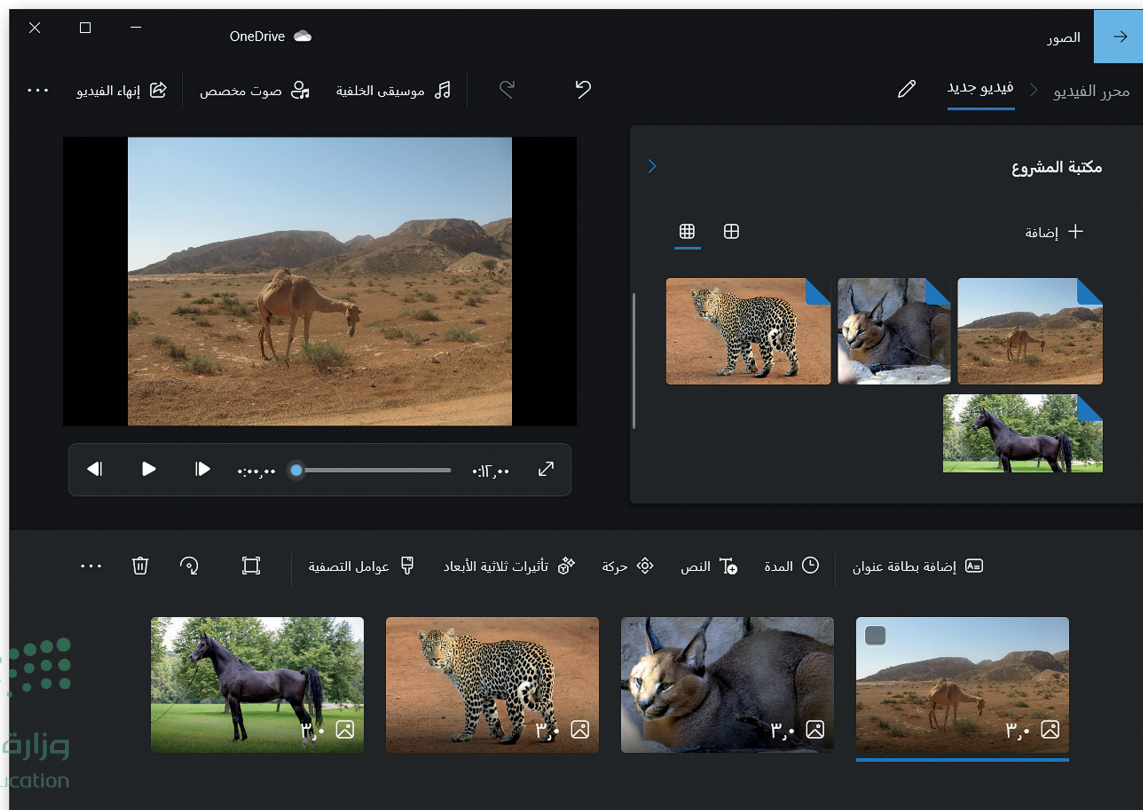 الصور
OneDrive
محرر الفيديو
فيديو جديد
موسيقى الخلفية
صوت مخصص
إنهاء الفيديو
مكتبة المشروع
إضافة
٠:٠٠,٠٠
٠:١٢,٠٠
إضافة بطاقة عنوان
المدة
النص
حركة
تأثيرات ثلاثية الأبعاد
عوامل التصفية
٣,٠
٣,٠
٣,٠
٣,٠
وزارة